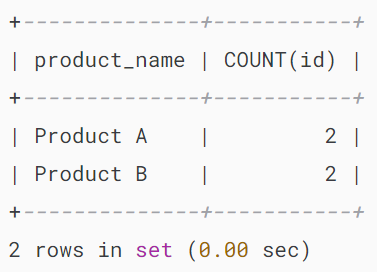 +--------------+-----------+
| product_name | COUNT(id) |
+--------------+-----------+
| Product A    |         2 |
| Product B    |         2 |
+--------------+-----------+
2 rows in set (0.00 sec)